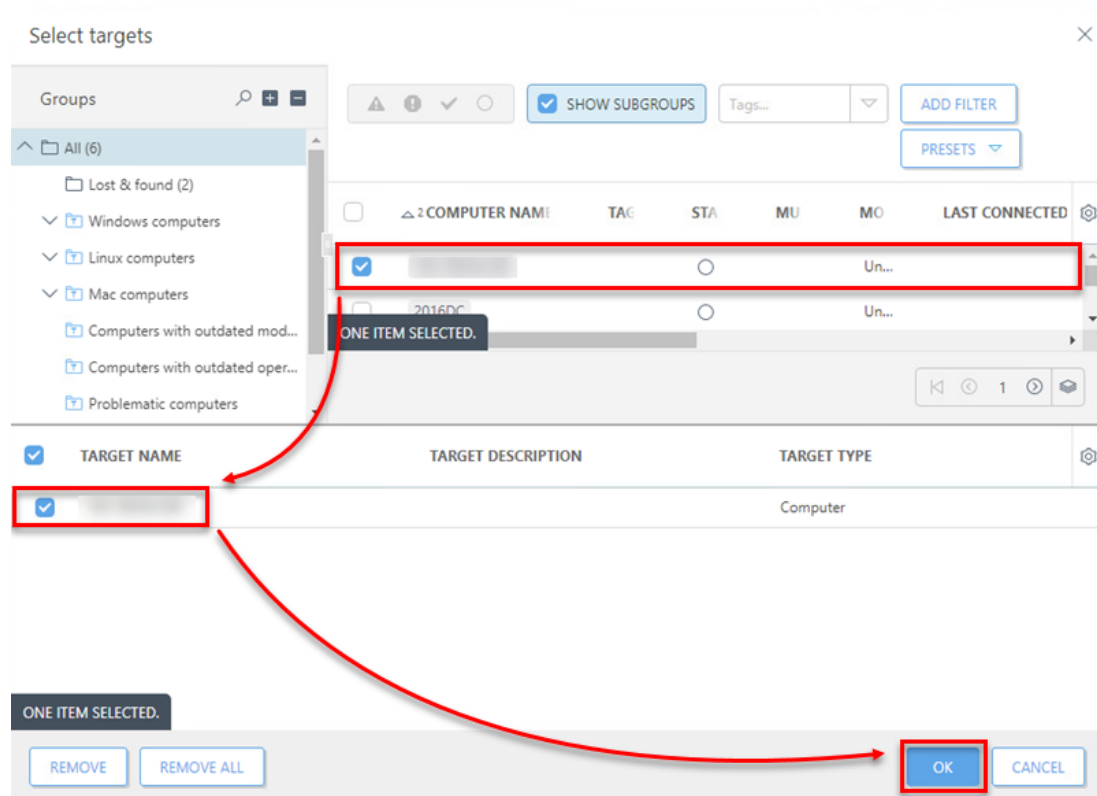 Select targets
Groups
SHOW SUBGROUPS
Tags...
ADD FILTER
PRESETS
All (6)
Lost & found (2)
Windows computers
Linux computers
Mac computers
Computers with outdated mod...
Computers with outdated oper...
Problematic computers
2 COMPUTER NAME TAG STA MU MO LAST CONNECTED
Un...
2016DC Un...
ONE ITEM SELECTED.
1
TARGET NAME TARGET DESCRIPTION TARGET TYPE
Computer
ONE ITEM SELECTED.
REMOVE REMOVE ALL OK CANCEL